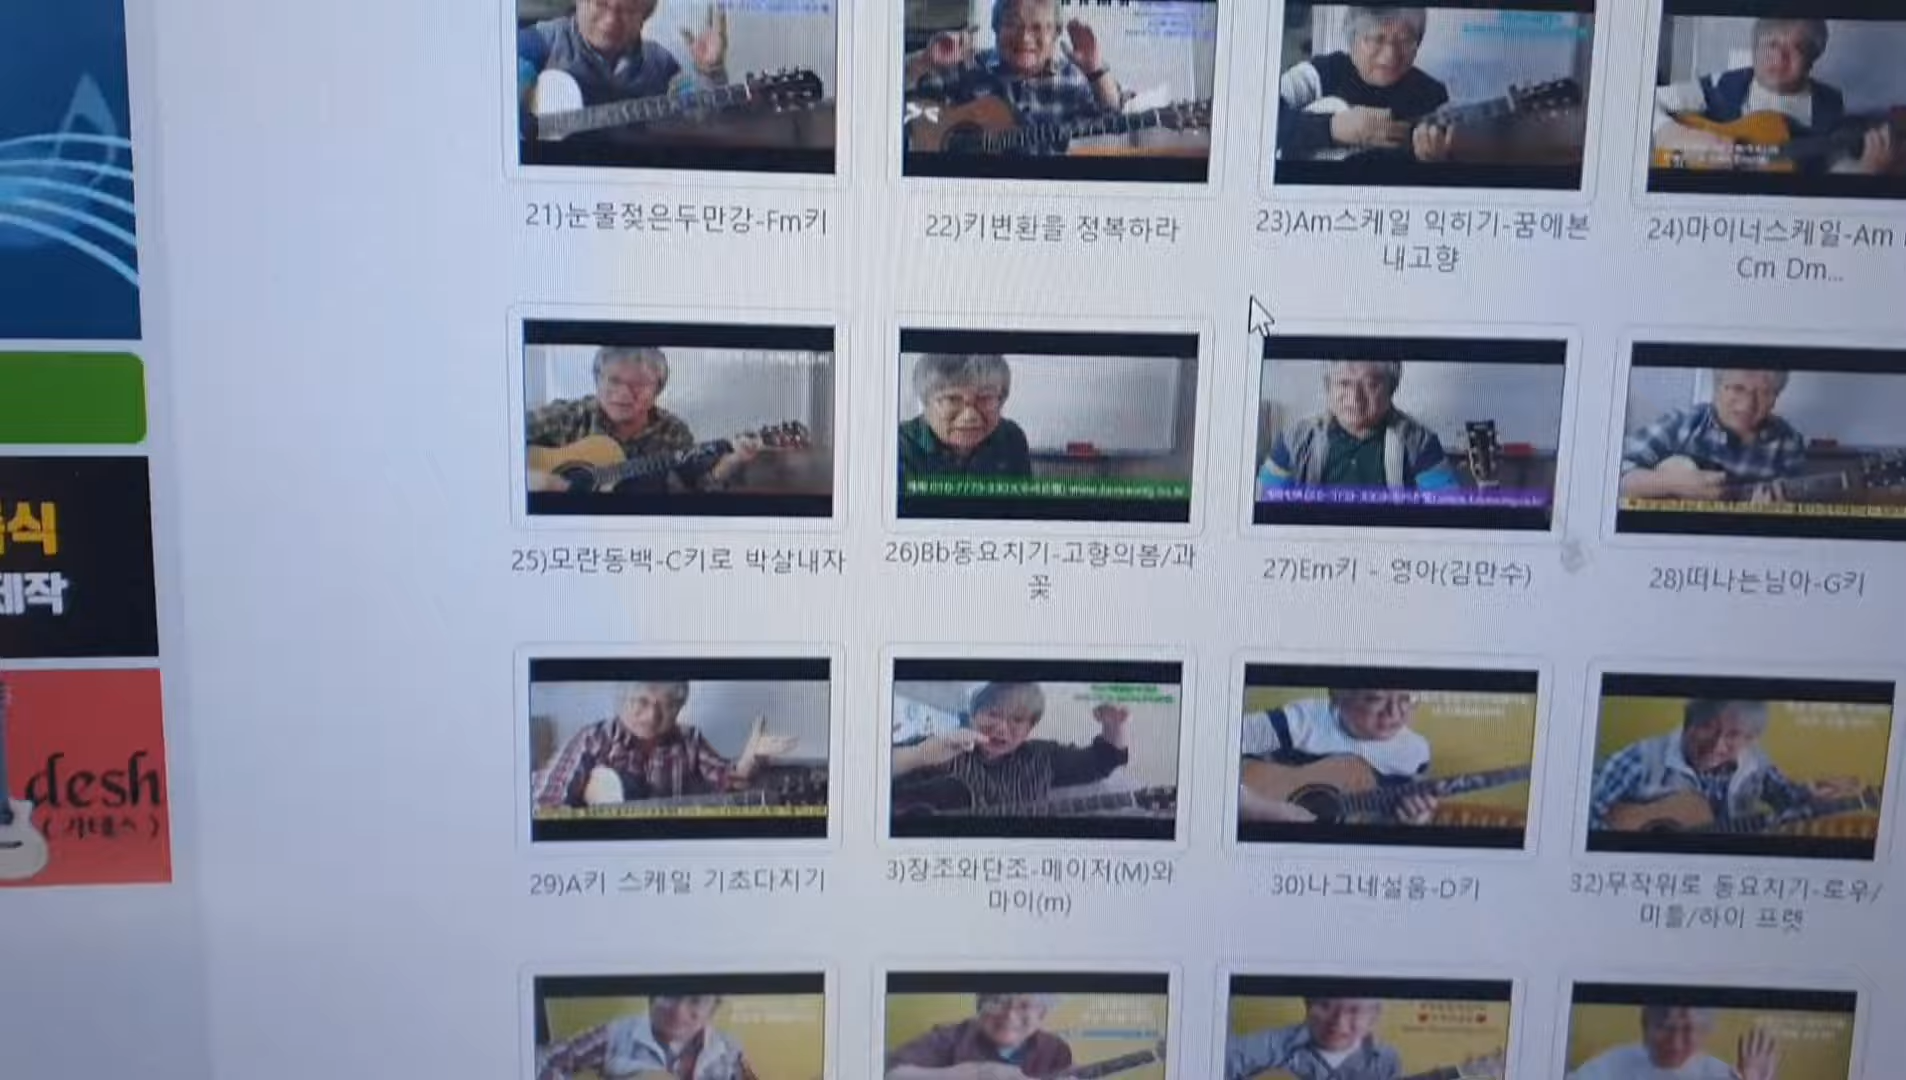 21)눈물젖은두만강-Fm키
22)키변환을 정복하라
23)Am스케일 익히기-꿈에본
내고향
24)마이너스케일-Am
Cm Dm...
식
제작
25)모란동백-C키로 박살내자
26)Bb동요치기-고향의봄/과
꽃
27)Em키 - 영아(김만수)
28)떠나는님아-G키
desh
29)A키 스케일 기초다지기
3)장조와단조-메이저(M)와
마이(m)
30)나그네설움-D키
32)무작위로 동요치기-로우/
미들/하이 프렛